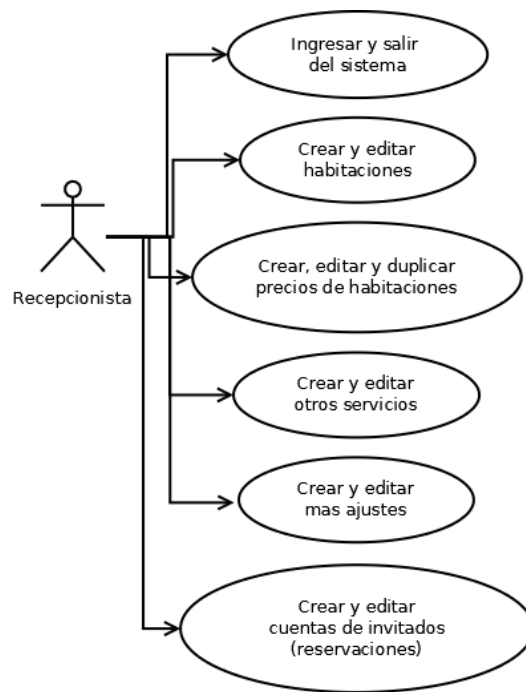 Ingresar y salir
del sistema
Crear y editar
habitaciones
Crear, editar y duplicar
precios de habitaciones
Recepcionista
Crear y editar
otros servicios
Crear y editar
mas ajustes
Crear y editar
cuentas de invitados
(reservaciones)